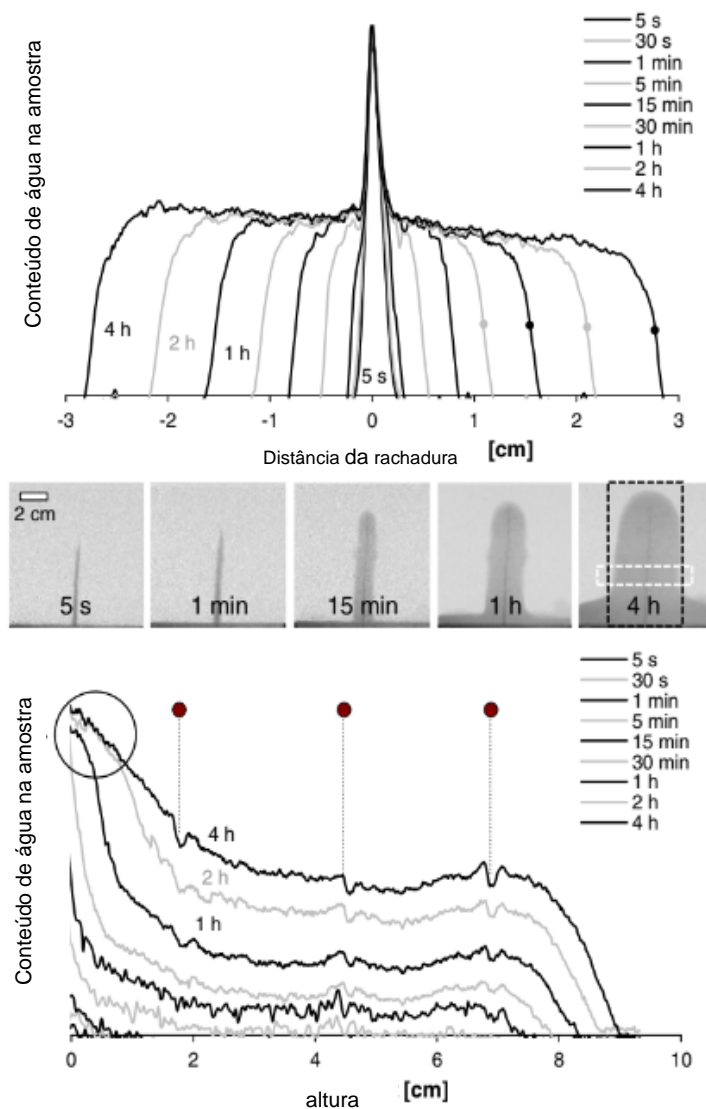 Conteúdo de água na amostra
5 s
30 s
1 min
5 min
15 min
30 min
1 h
2 h
4 h
4 h
2 h
1 h
5 s
-3 -2 -1 0 1 2 3
Distância da rachadura [cm]
2 cm
5 s
1 min
15 min
1 h
4 h
Conteúdo de água na amostra
5 s
30 s
1 min
5 min
15 min
30 min
1 h
2 h
4 h
4 h
2 h
1 h
0 2 4 6 8 10
altura [cm]